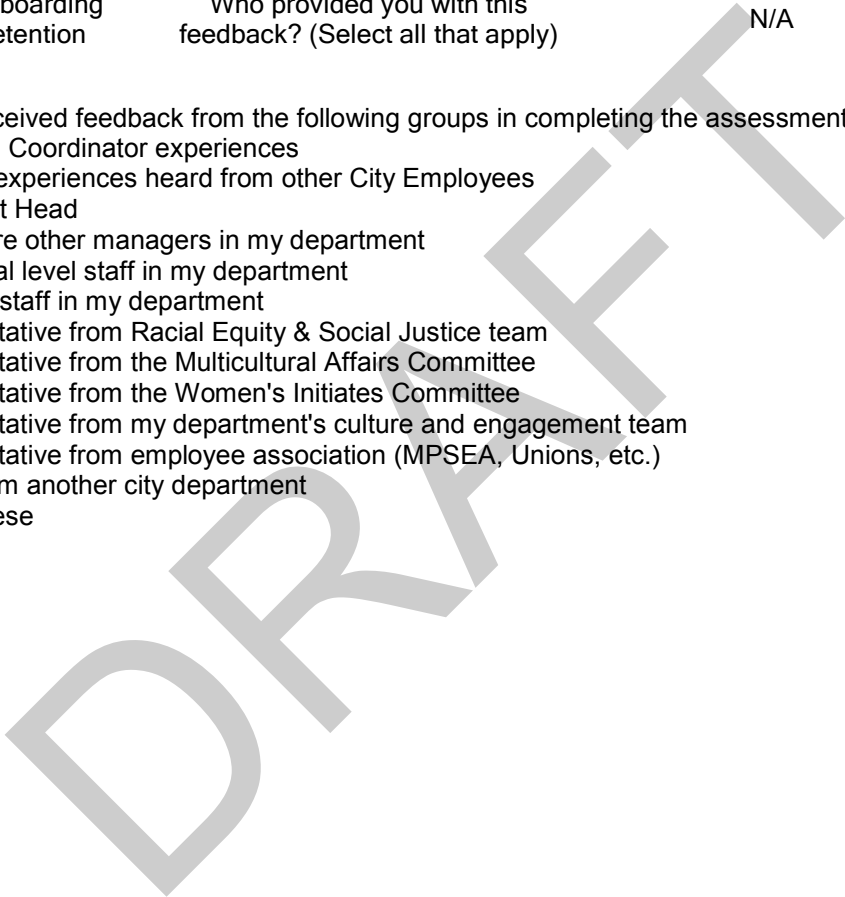 boarding Who provided you with this
etention feedback? (Select all that apply) N/A
ceived feedback from the following groups in completing the assessment
Coordinator experiences
experiences heard from other City Employees
t Head
re other managers in my department
al level staff in my department
staff in my department
tative from Racial Equity & Social Justice team
tative from the Multicultural Affairs Committee
tative from the Women's Initiates Committee
tative from my department's culture and engagement team
tative from employee association (MPSEA, Unions, etc.)
m another city department
ese
DRAFT